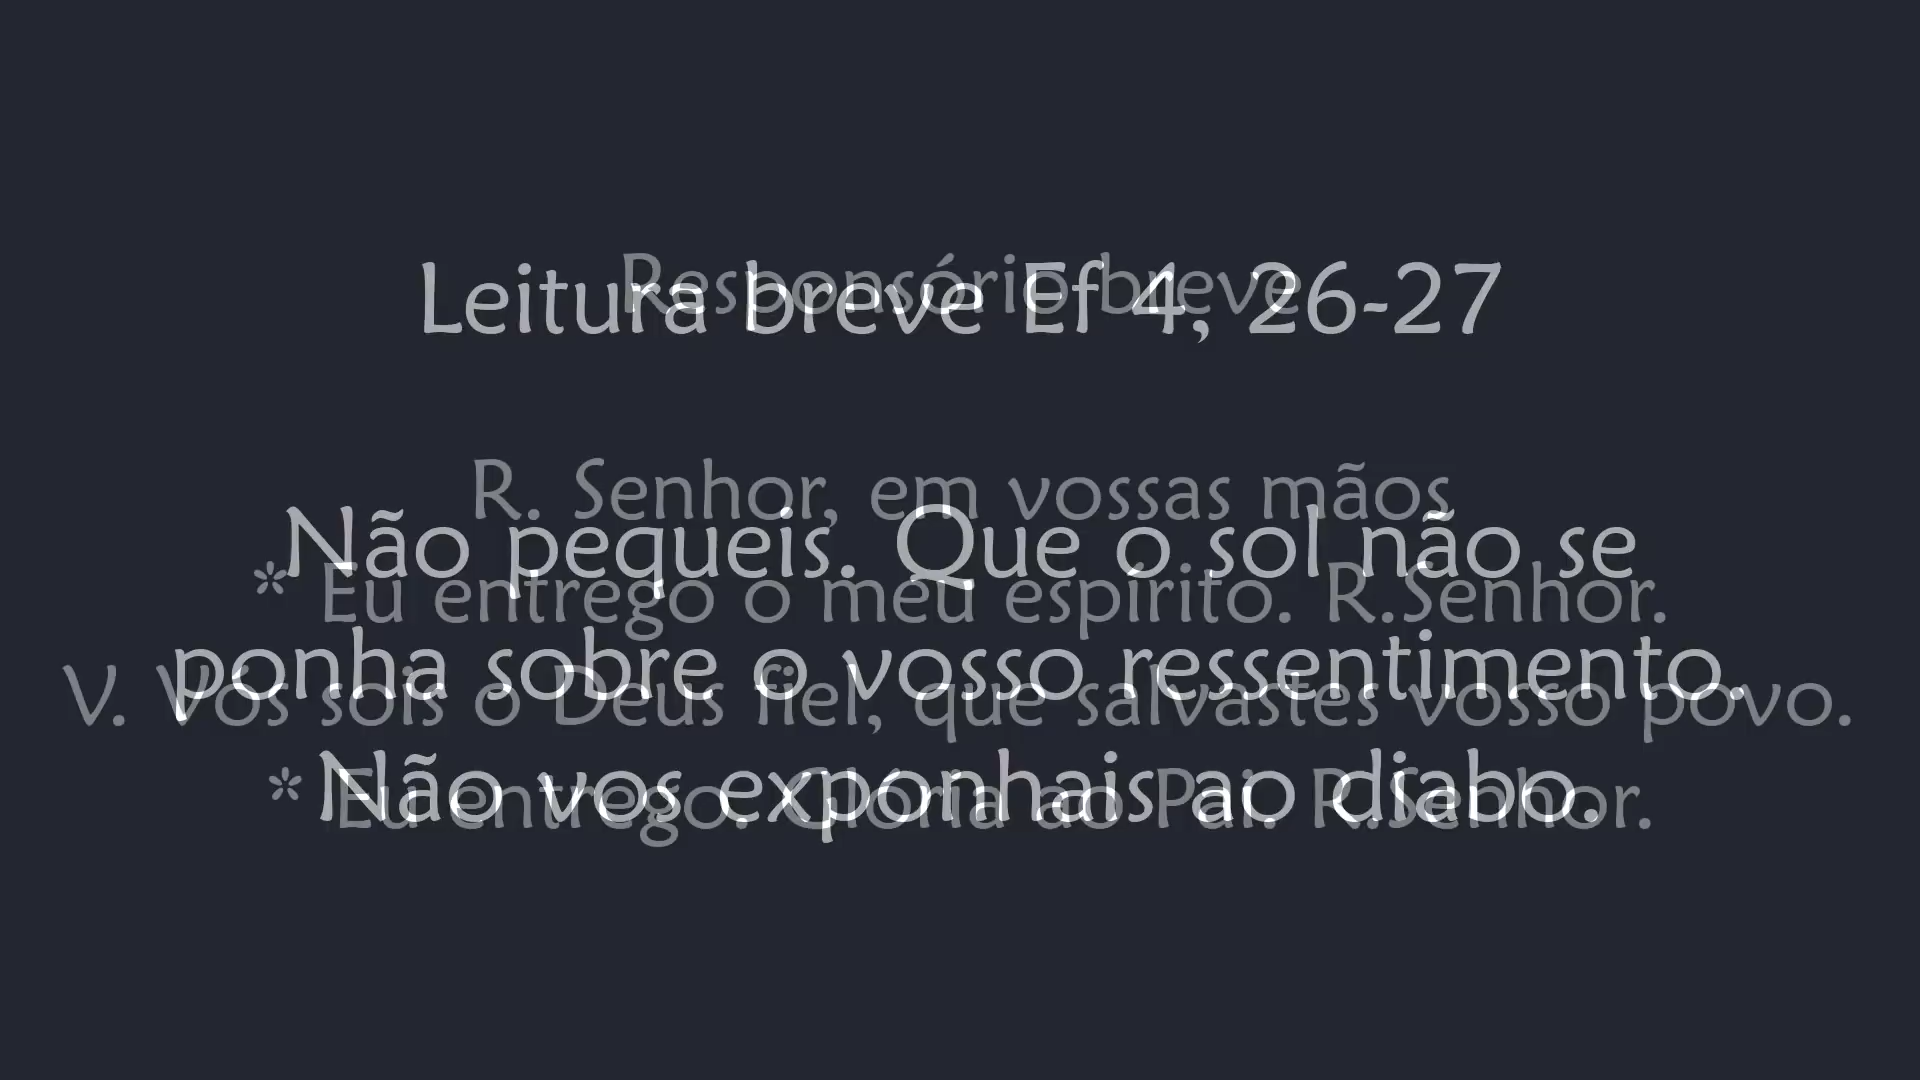 Leitura breve Ef 4, 26-27
Não pequeis. Que o sol não se
ponha sobre o vosso ressentimento.
Não vos exponhais ao diabo.
Responsório breve
R. Senhor, em vossas mãos
* Eu entrego o meu espírito. R.Senhor.
V. Vós sois o Deus fiel, que salvastes vosso povo.
* Eu entrego. Glória ao Pai. R.Senhor.